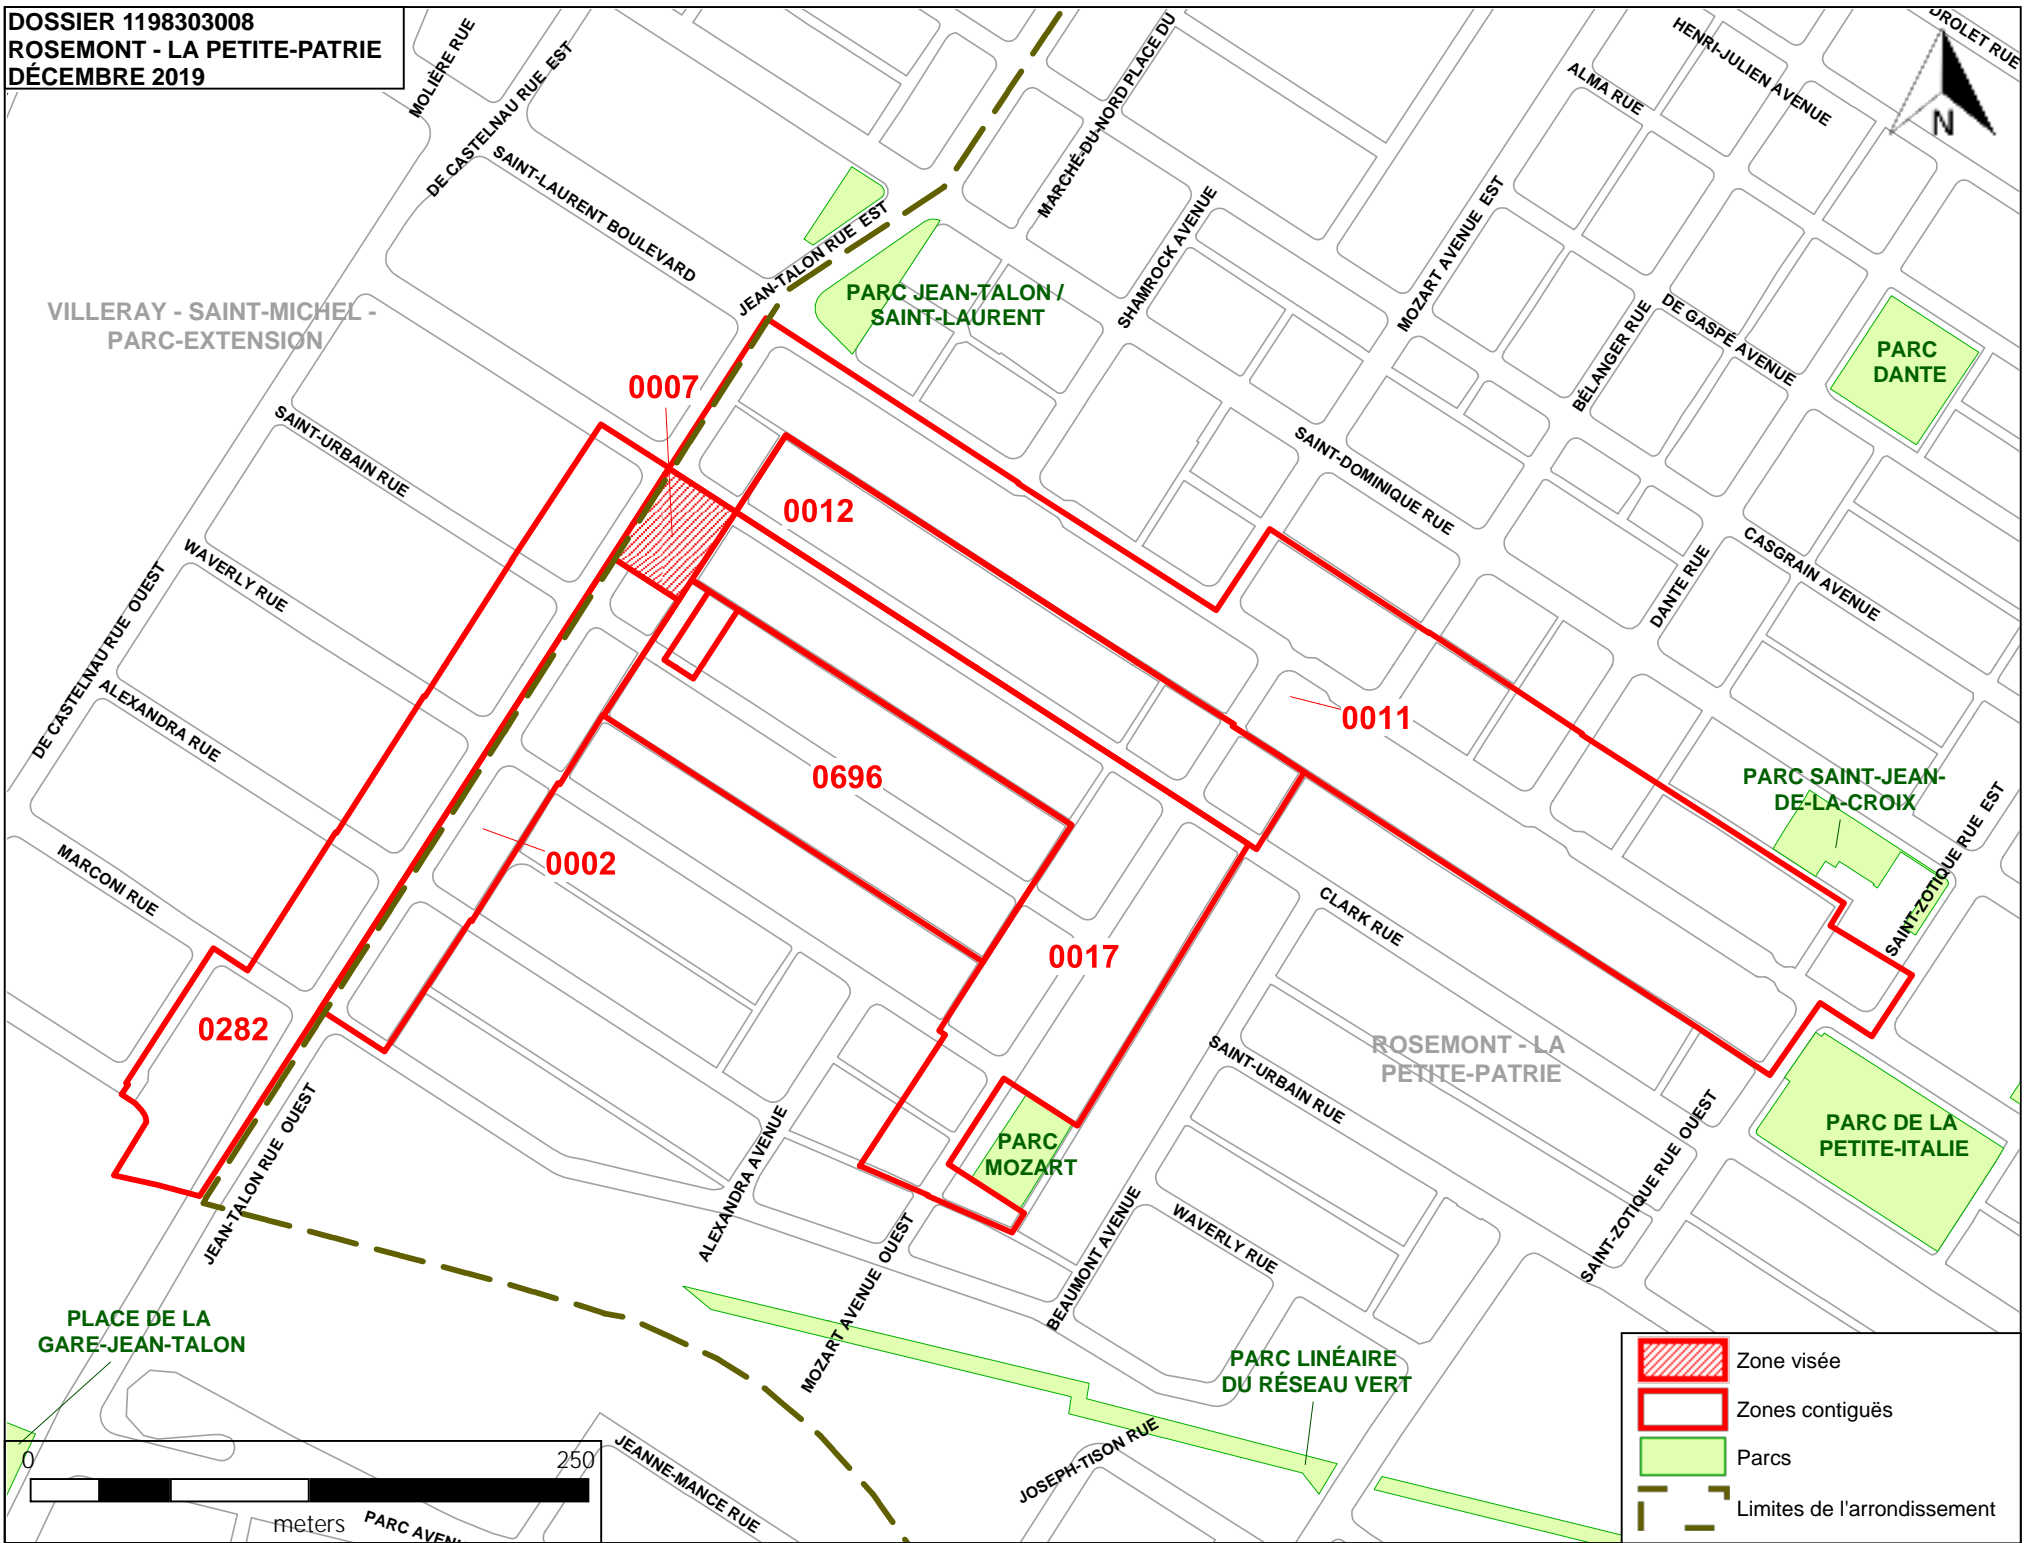 DOSSIER 1198303008
ROSEMONT - LA PETITE-PATRIE
DÉCEMBRE 2019
MOLIÈRE RUE
DE CASTELNAU RUE EST
SAINT-LAURENT BOULEVARD
JEAN-TALON RUE EST
MARCHÉ-DU-NORD PLACE DU
SHAMROCK AVENUE
MOZART AVENUE EST
ALMA RUE
HENRI-JULIEN AVENUE
DROLET RUE
N
VILLERAY - SAINT-MICHEL -
PARC-EXTENSION
PARC JEAN-TALON /
SAINT-LAURENT
BÉLANGER RUE
DE GASPÉ AVENUE
PARC
DANTE
0007
SAINT-URBAIN RUE
0012
SAINT-DOMINIQUE RUE
WAVERLY RUE
DANTE RUE
CASGRAIN AVENUE
DE CASTELNAU RUE OUEST
ALEXANDRA RUE
0011
0696
PARC SAINT-JEAN-
DE-LA-CROIX
SAINT-ZOTIQUE RUE EST
0002
MARCONI RUE
CLARK RUE
0017
0282
ROSEMONT - LA
PETITE-PATRIE
SAINT-URBAIN RUE
PARC DE LA
PETITE-ITALIE
PARC
MOZART
JEAN-TALON RUE OUEST
ALEXANDRA AVENUE
SAINT-ZOTIQUE RUE OUEST
WAVERLY RUE
BEAUMONT AVENUE
MOZART AVENUE OUEST
PLACE DE LA
GARE-JEAN-TALON
PARC LINÉAIRE
DU RÉSEAU VERT
JEANNE-MANCE RUE
JOSEPH-TISON RUE
PARC AVENU
0 250
meters
Zone visée
Zones contiguës
Parcs
Limites de l'arrondissement